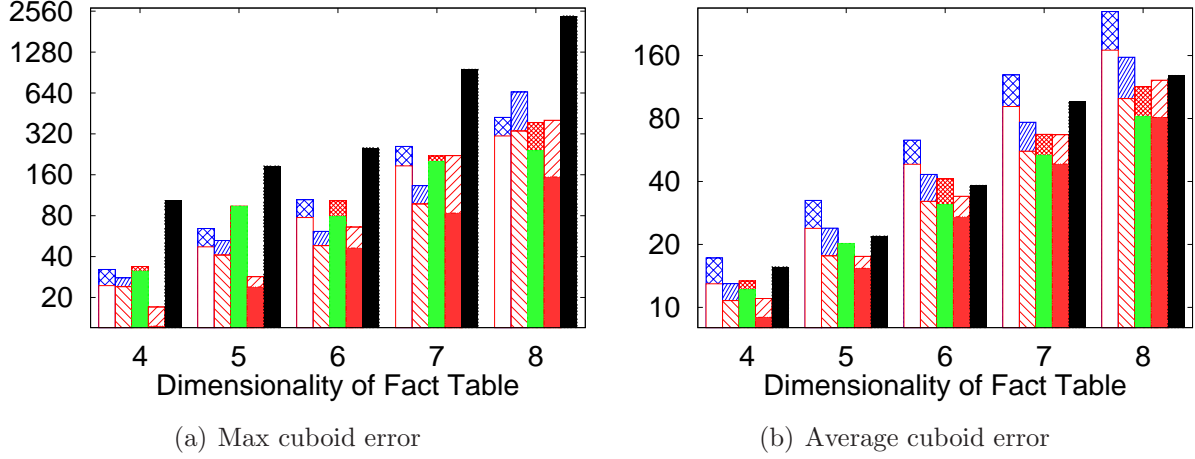 2560
1280
640
320
160
80
40
20
4 5 6 7 8
Dimensionality of Fact Table
(a) Max cuboid error
160
80
40
20
10
4 5 6 7 8
Dimensionality of Fact Table
(b) Average cuboid error